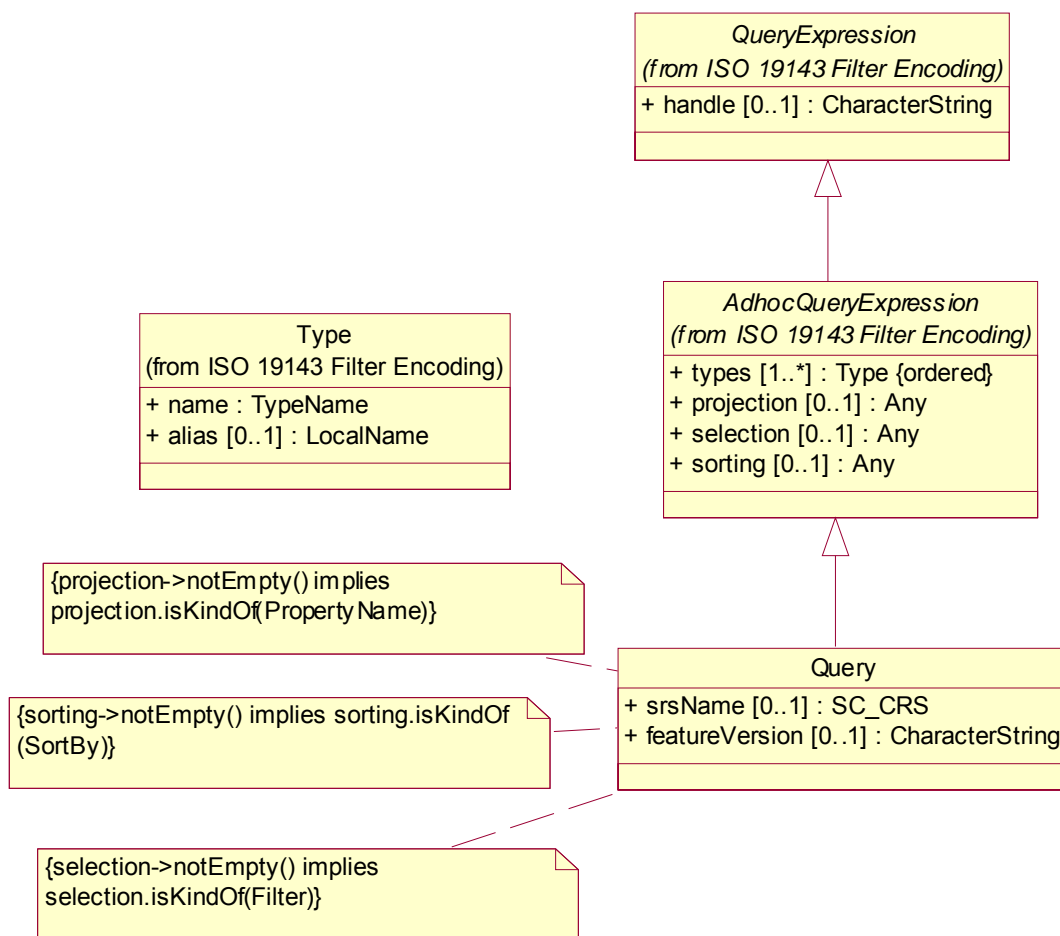 QueryExpression
(from ISO 19143 Filter Encoding)
+ handle [0..1] : CharacterString
AdhocQueryExpression
(from ISO 19143 Filter Encoding)
+ types [1..*] : Type {ordered}
+ projection [0..1] : Any
+ selection [0..1] : Any
+ sorting [0..1] : Any
Type
(from ISO 19143 Filter Encoding)
+ name : TypeName
+ alias [0..1] : LocalName
{projection->notEmpty() implies
projection.isKindOf(PropertyName)}
Query
+ srsName [0..1] : SC_CRS
+ featureVersion [0..1] : CharacterString
{sorting->notEmpty() implies sorting.isKindOf
(SortBy)}
{selection->notEmpty() implies
selection.isKindOf(Filter)}